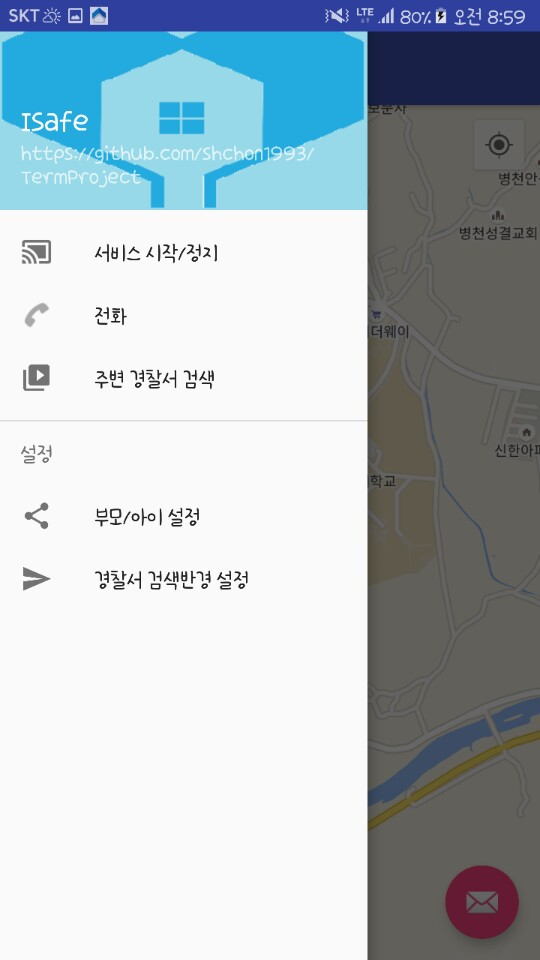 SKT LTE 80% 오전 8:59
ISafe
https://github.com/Shchon1993/
TermProject
서비스 시작/정지
전화
주변 경찰서 검색
설정
부모/아이 설정
경찰서 검색반경 설정
병천안
병천성결교회
더웨이
신한아파
학교